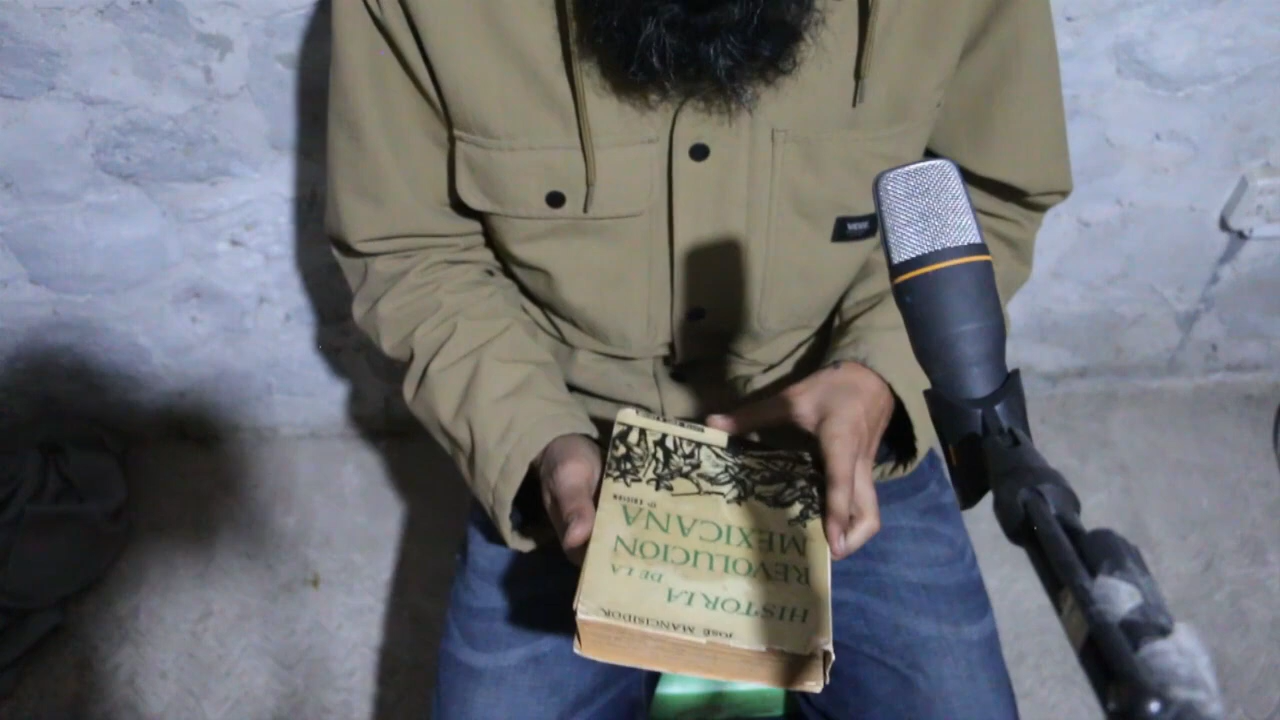 JOSÉ MANCISIDOR
HISTORIA
DE LA
REVOLUCION
MEXICANA